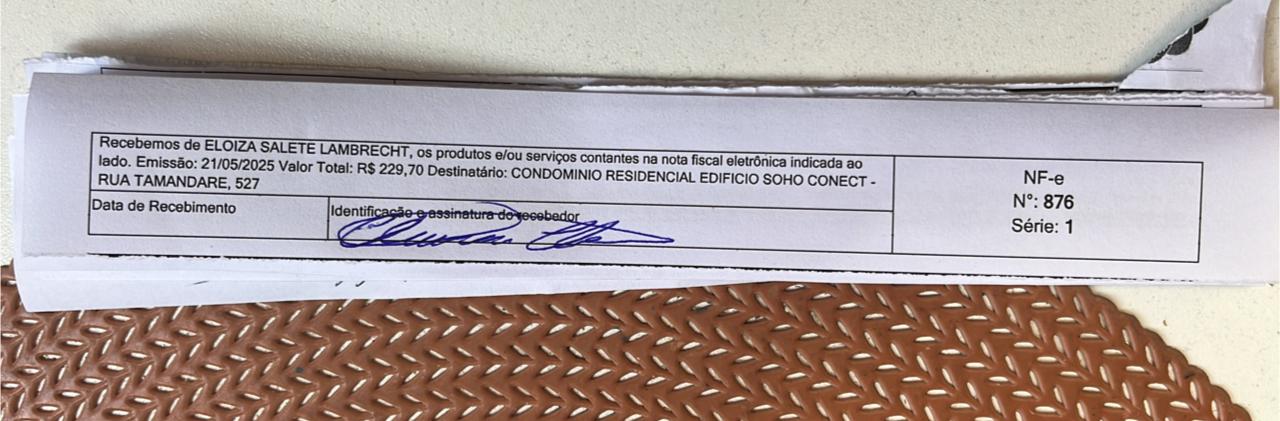 Recebemos de ELOIZA SALETE LAMBRECHT, os produtos e/ou serviços contantes na nota fiscal eletrônica indicada ao
lado. Emissão: 21/05/2025 Valor Total: R$ 229,70 Destinatário: CONDOMINIO RESIDENCIAL EDIFICIO SOHO CONECT -
RUA TAMANDARE, 527
Data de Recebimento
Identificação e assinatura do recebedor
NF-e
N°: 876
Série: 1